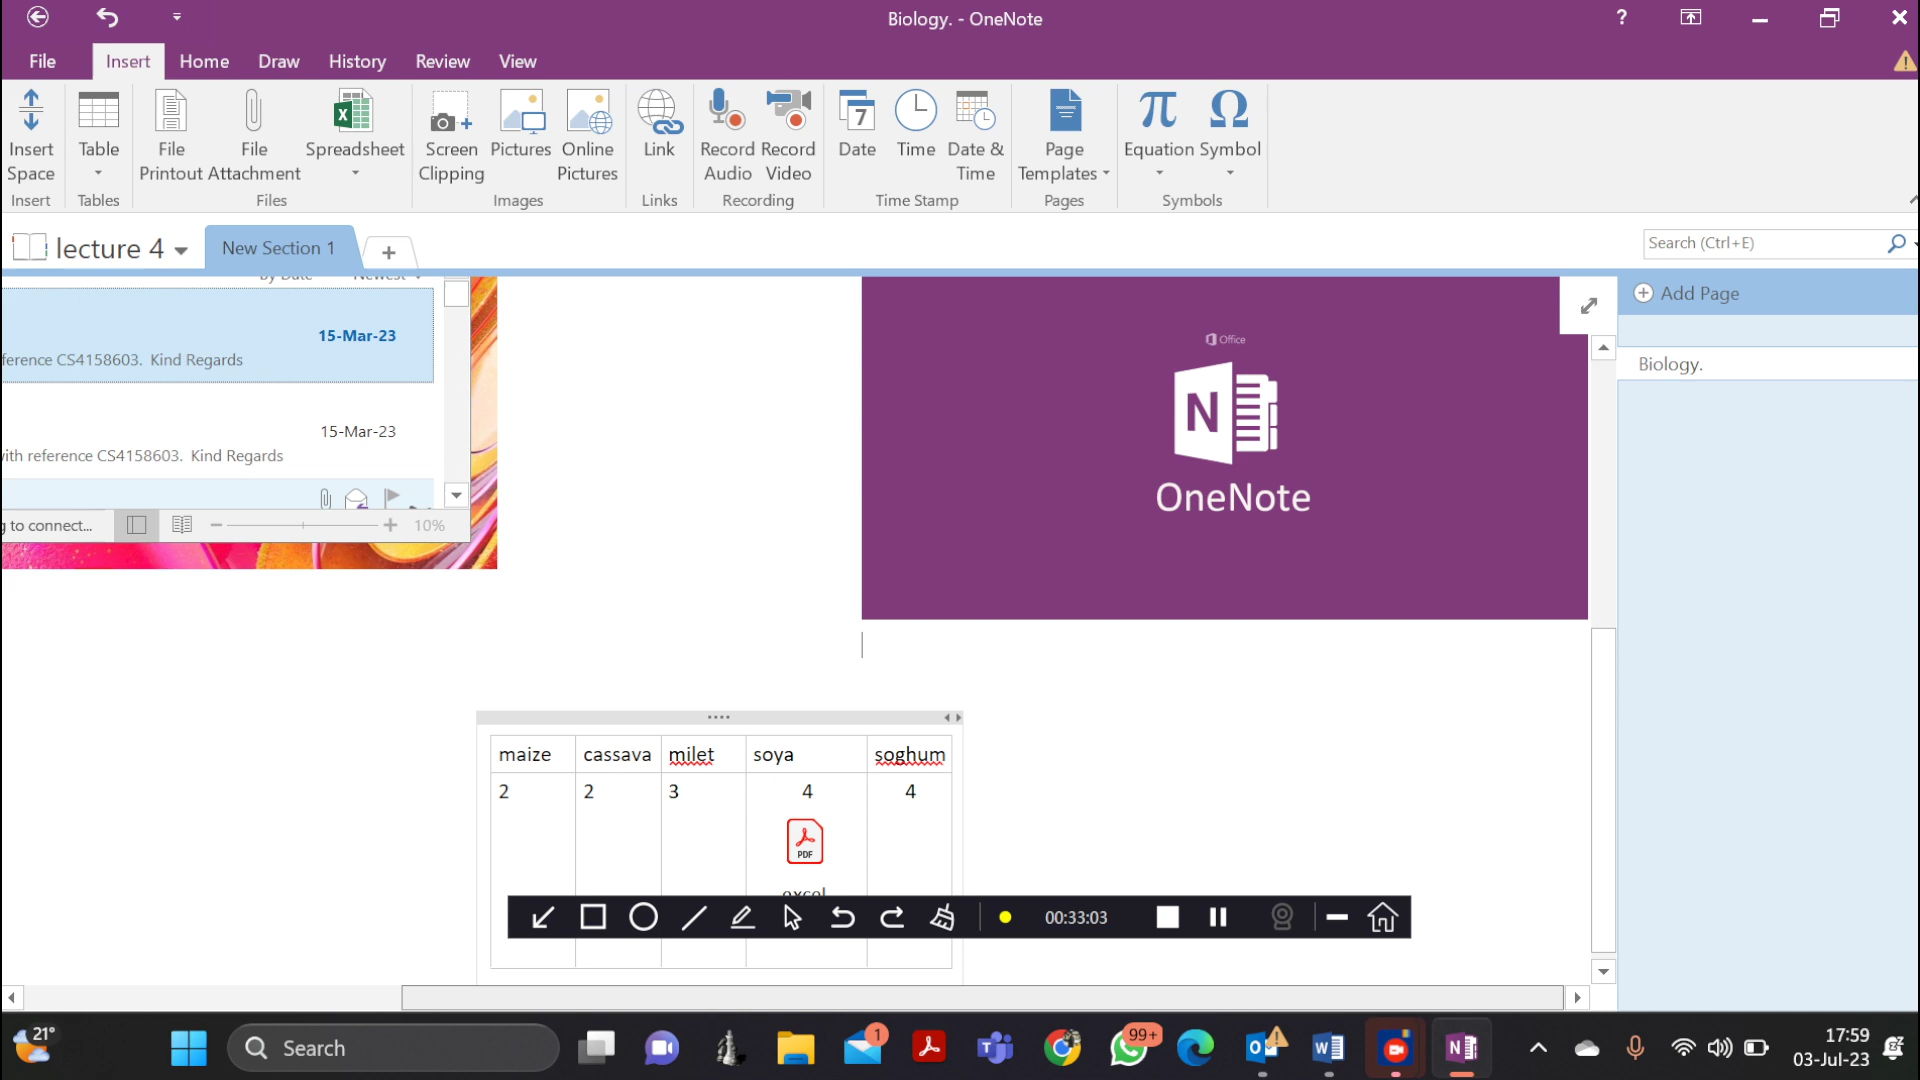 Biology. - OneNote
?
File Insert Home Draw History Review View
Insert Space
Table
File Printout
File Attachment
Spreadsheet
Screen Clipping
Pictures
Online Pictures
Link
Record Audio
Record Video
7
Date
Time
Date & Time
Page Templates
π
Equation
Ω
Symbol
Insert Tables Files Images Links Recording Time Stamp Pages Symbols
lecture 4
New Section 1
+
Search (Ctrl+E)
Add Page
Biology.
By Date Newest
15-Mar-23
ference CS4158603. Kind Regards
15-Mar-23
ith reference CS4158603. Kind Regards
g to connect...
10%
Office
N
OneNote
maize cassava milet soya soghum
2 2 3 4 4
PDF
excel
00:33:03
21°
Search
1
99+
17:59
03-Jul-23